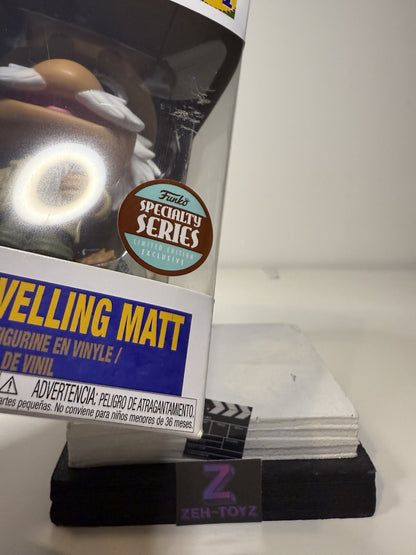 Funko
SPECIALTY
SERIES
LIMITED EDITION
EXCLUSIVE
VELLING MATT
FIGURINE EN VINYLE /
DE VINIL
ADVERTENCIA: PELIGRO DE ATRAGANTAMIENTO.
artes pequeñas. No conviene para niños menores de 36 meses.
Z
ZEH-TOYZ